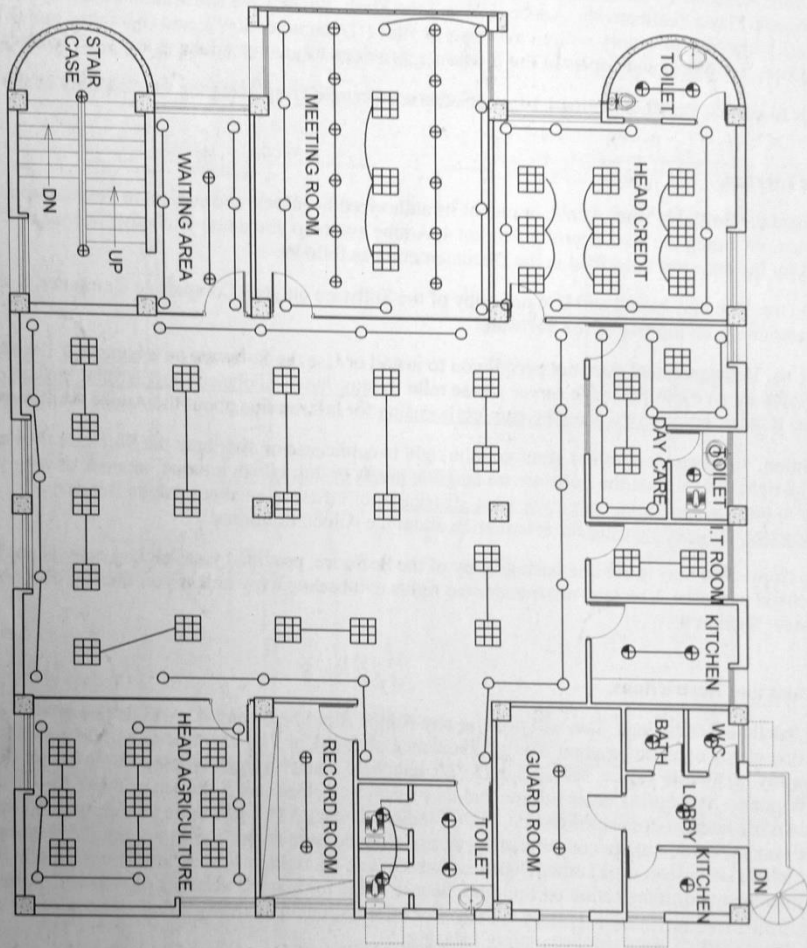 STAIR
CASE
DN
UP
WAITING AREA
MEETING ROOM
TOILET
HEAD CREDIT
DAY CARE
TOILET
I.T ROOM
KITCHEN
HEAD AGRICULTURE
RECORD ROOM
TOILET
GUARD ROOM
BATH
W.C
LOBBY
KITCHEN
DN